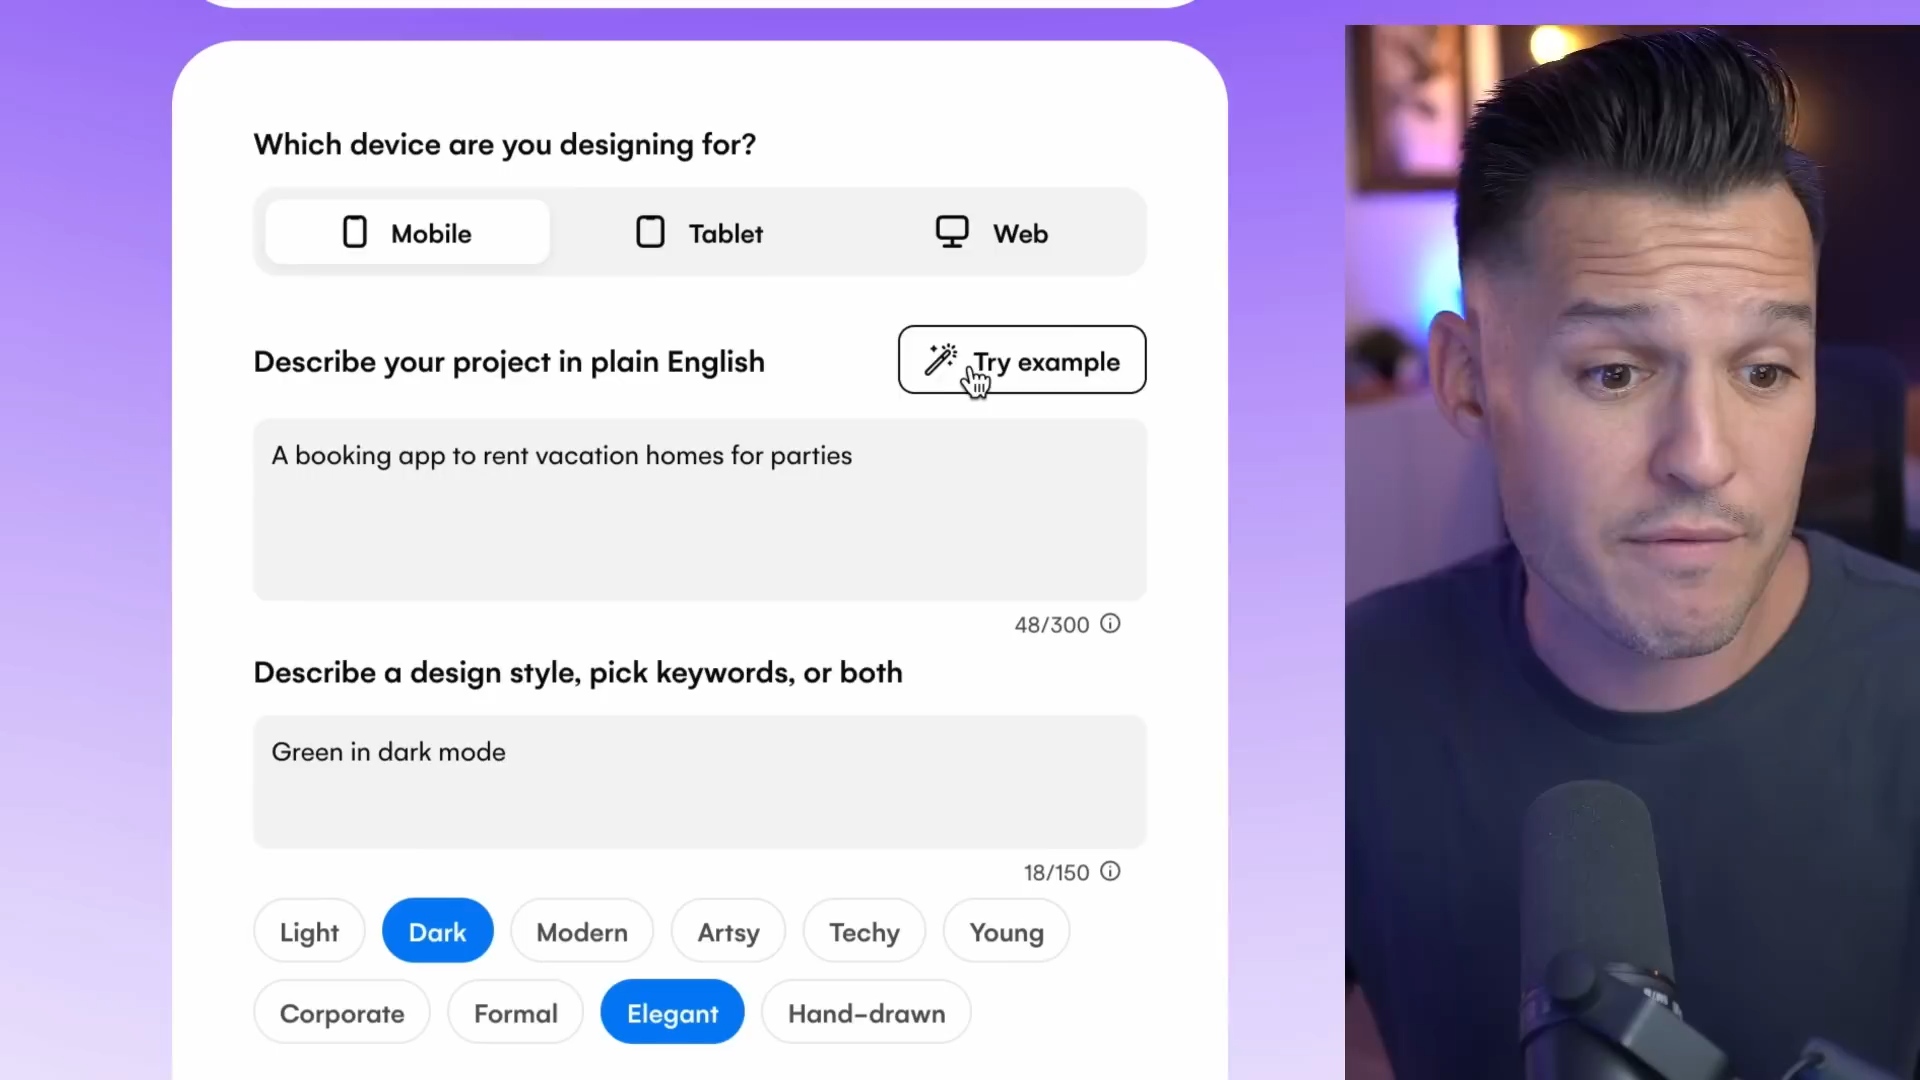 Which device are you designing for?
Mobile Tablet Web
Describe your project in plain English
Try example
A booking app to rent vacation homes for parties
48/300
Describe a design style, pick keywords, or both
Green in dark mode
18/150
Light Dark Modern Artsy Techy Young
Corporate Formal Elegant Hand-drawn